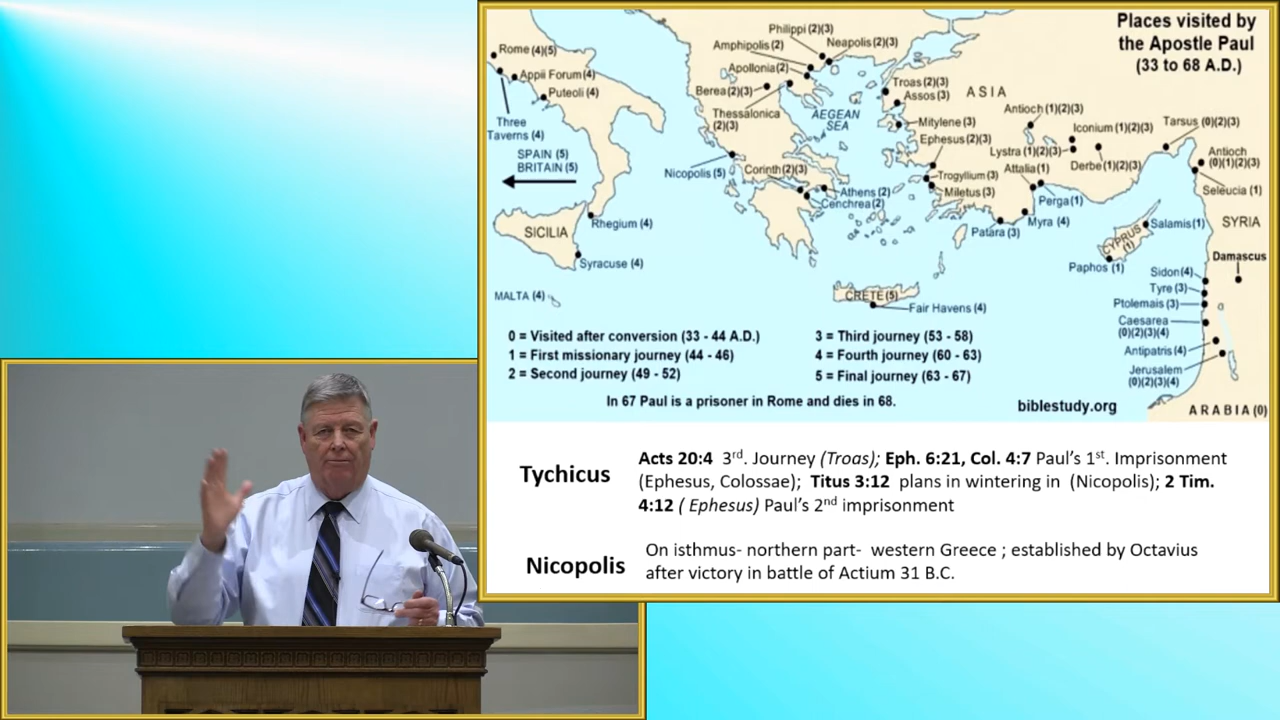 Places visited by
the Apostle Paul
(33 to 68 A.D.)
Philippi (2)(3)
Neapolis (2)(3)
Amphipolis (2)
Apollonia (2)
Berea (2)(3)
Thessalonica
(2)(3)
Rome (4)(5)
Appii Forum (4)
Puteoli (4)
Three
Taverns (4)
SPAIN (5)
BRITAIN (5)
Nicopolis (5)
Corinth (2)(3)
Athens (2)
Cenchrea (2)
AEGEAN
SEA
Troas (2)(3)
Assos (3)
ASIA
Mitylene (3)
Ephesus (2)(3)
Trogyllium (3)
Miletus (3)
Antioch (1)(2)(3)
Iconium (1)(2)(3)
Tarsus (0)(2)(3)
Lystra (1)(2)(3)
Derbe (1)(2)(3)
Attalia (1)
Perga (1)
Patara (3)
Myra (4)
Antioch
(0)(1)(2)(3)
Seleucia (1)
SYRIA
CYPRUS
(1)
Salamis (1)
Paphos (1)
Damascus
Sidon (4)
Tyre (3)
Ptolemais (3)
Caesarea
(0)(2)(3)(4)
Antipatris (4)
Jerusalem
(0)(2)(3)(4)
ARABIA (0)
SICILIA
Rhegium (4)
Syracuse (4)
MALTA (4)
CRETE (5)
Fair Havens (4)
0 = Visited after conversion (33 - 44 A.D.)
1 = First missionary journey (44 - 46)
2 = Second journey (49 - 52)
3 = Third journey (53 - 58)
4 = Fourth journey (60 - 63)
5 = Final journey (63 - 67)
In 67 Paul is a prisoner in Rome and dies in 68.
biblestudy.org
Tychicus
Acts 20:4 3rd. Journey (Troas); Eph. 6:21, Col. 4:7 Paul's 1st. Imprisonment
(Ephesus, Colossae); Titus 3:12 plans in wintering in (Nicopolis); 2 Tim.
4:12 ( Ephesus) Paul's 2nd imprisonment
Nicopolis
On isthmus- northern part- western Greece ; established by Octavius
after victory in battle of Actium 31 B.C.